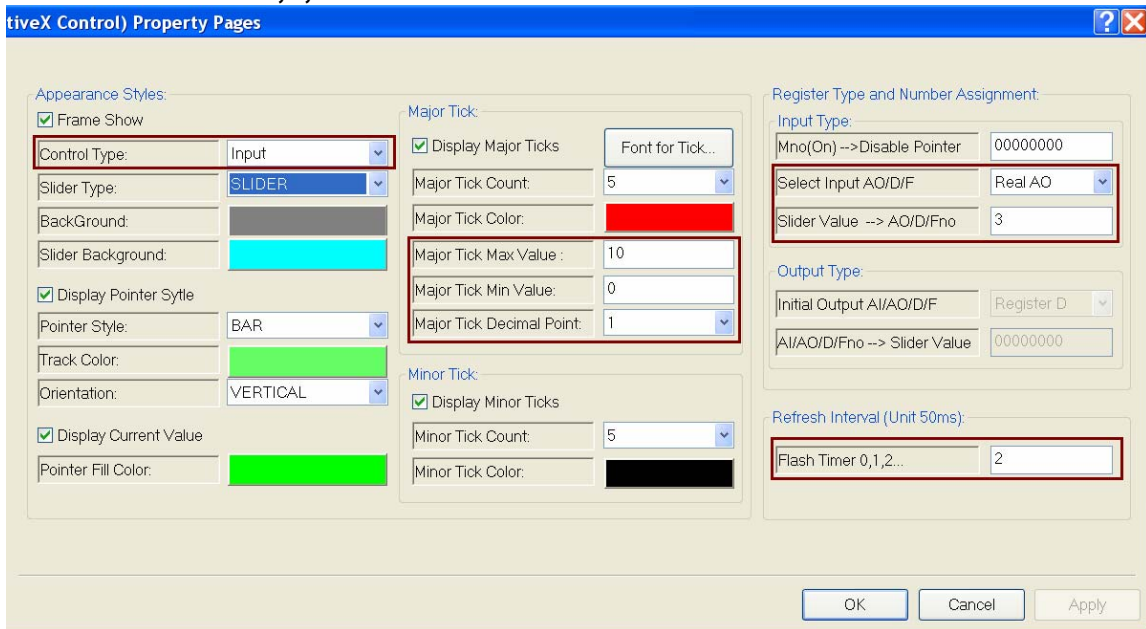 tiveX Control) Property Pages
Appearance Styles:
Frame Show
Control Type: Input
Slider Type: SLIDER
BackGround:
Slider Background:
Display Pointer Sytle
Pointer Style: BAR
Track Color:
Orientation: VERTICAL
Display Current Value
Pointer Fill Color:
Major Tick:
Display Major Ticks Font for Tick...
Major Tick Count: 5
Major Tick Color:
Major Tick Max Value : 10
Major Tick Min Value: 0
Major Tick Decimal Point: 1
Minor Tick:
Display Minor Ticks
Minor Tick Count: 5
Minor Tick Color:
Register Type and Number Assignment:
Input Type:
Mno(On) -->Disable Pointer 00000000
Select Input AO/D/F Real AO
Slider Value --> AO/D/Fno 3
Output Type:
Initial Output AI/AO/D/F Register D
AI/AO/D/Fno --> Slider Value 00000000
Refresh Interval (Unit 50ms):
Flash Timer 0,1,2... 2
OK Cancel Apply